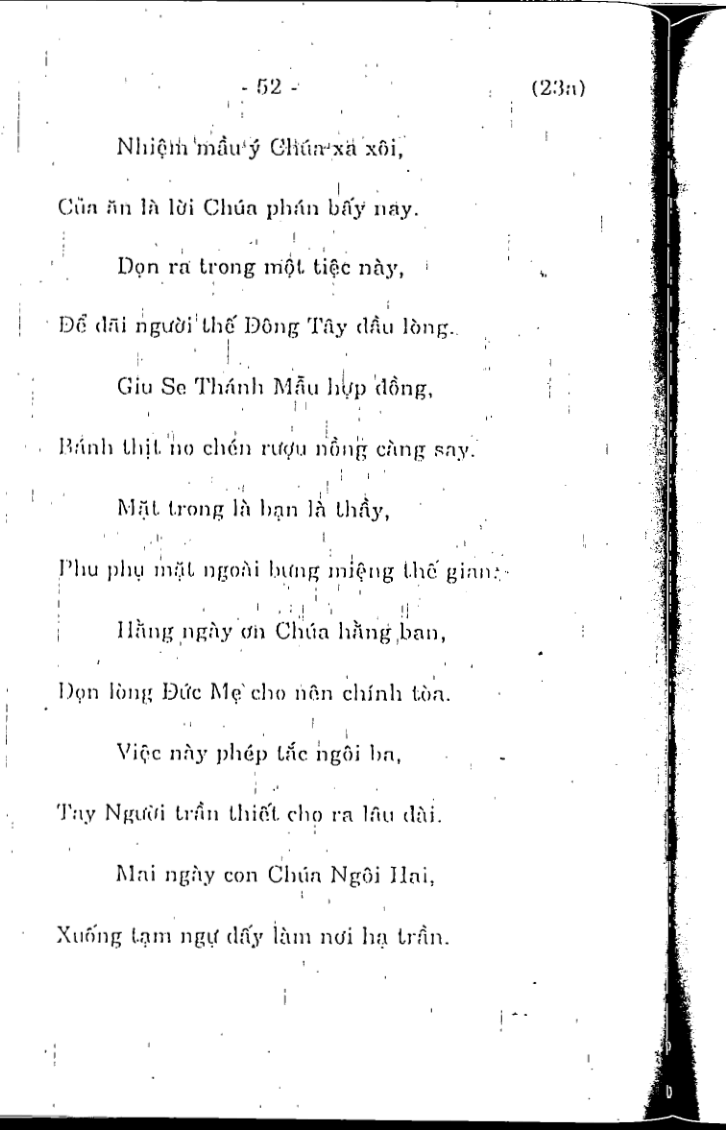 - 52 - (23a)
Nhiệm mầu ý Chúa xa xôi,
Của ăn là lời Chúa phán bấy nay.
Dọn ra trong một tiệc này,
Để dãi người thế Đông Tây dầu lòng.
Giu Se Thánh Mẫu hợp đồng,
Bánh thịt no chén rượu nồng càng say.
Mặt trong là bạn là thầy,
Phu phụ mặt ngoài bưng miệng thế gian.
Hằng ngày ơn Chúa hằng ban,
Dọn lòng Đức Mẹ cho nên chính tòa.
Việc này phép tắc ngôi ba,
Tay Người trần thiết cho ra lâu dài.
Mai ngày con Chúa Ngôi Hai,
Xuống tạm ngự đấy làm nơi hạ trần.